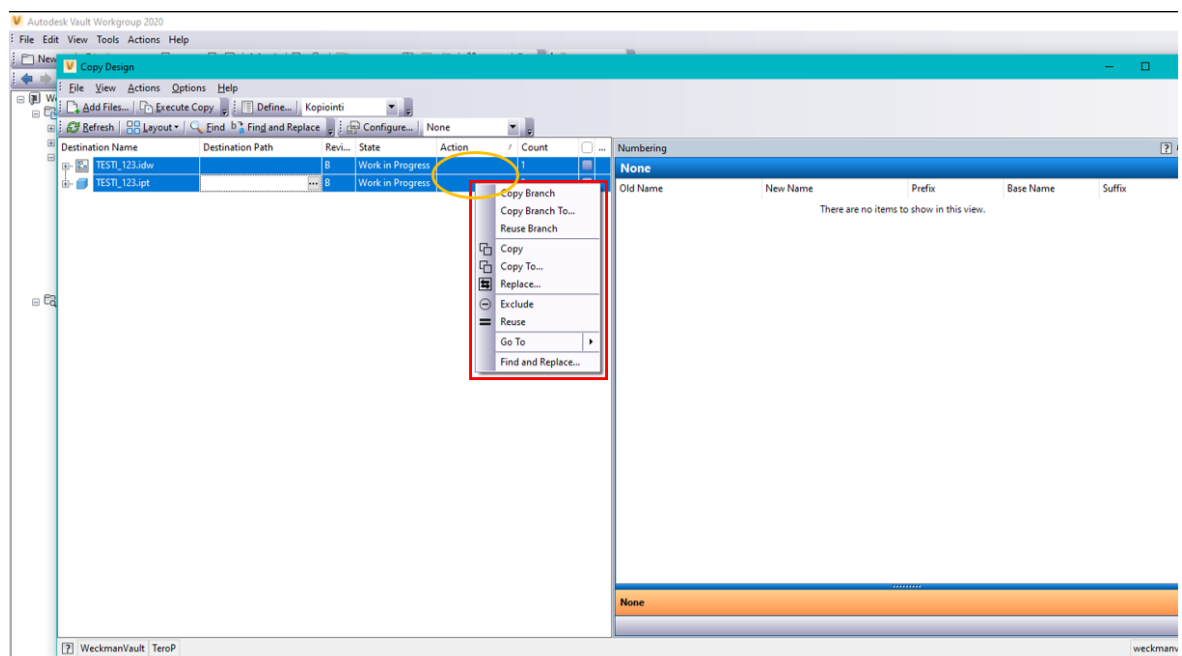 Autodesk Vault Workgroup 2020
File Edit View Tools Actions Help
New
Copy Design
File View Actions Options Help
Add Files... Execute Copy Define... Kopiointi
Refresh Layout Find Find and Replace Configure... None
Destination Name Destination Path Revi... State Action / Count ...
TESTI_123.idw B Work in Progress 1
TESTI_123.ipt ... B Work in Progress
Copy Branch
Copy Branch To...
Reuse Branch
Copy
Copy To...
Replace...
Exclude
Reuse
Go To
Find and Replace...
Numbering ?
None
Old Name New Name Prefix Base Name Suffix
There are no items to show in this view.
None
? WeckmanVault TeroP weckmanv